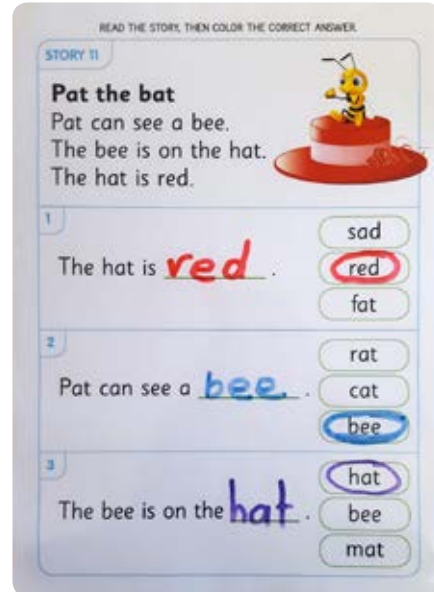 READ THE STORY, THEN COLOR THE CORRECT ANSWER.
STORY 11
Pat the bat
Pat can see a bee.
The bee is on the hat.
The hat is red.
1
The hat is red.
sad
red
fat
2
Pat can see a bee.
rat
cat
bee
3
The bee is on the hat.
hat
bee
mat